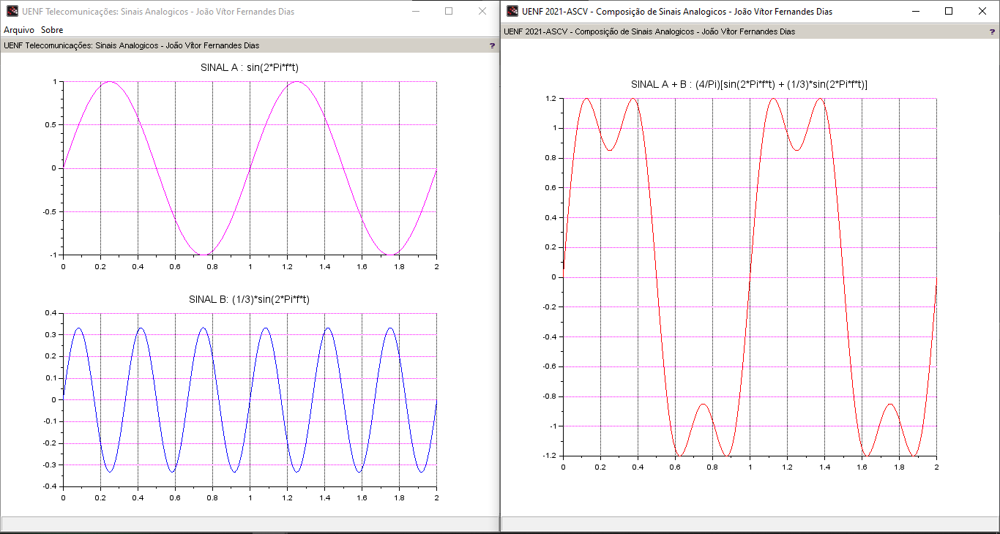 UENF Telecomunicações: Sinais Analogicos - João Vítor Fernandes Dias
Arquivo Sobre
UENF Telecomunicações: Sinais Analogicos - João Vítor Fernandes Dias ?
SINAL A : sin(2*Pi*f*t)
1
0.5
0
-0.5
-1
0 0.2 0.4 0.6 0.8 1 1.2 1.4 1.6 1.8 2
SINAL B: (1/3)*sin(2*Pi*f*t)
0.4
0.3
0.2
0.1
0
-0.1
-0.2
-0.3
-0.4
0 0.2 0.4 0.6 0.8 1 1.2 1.4 1.6 1.8 2
UENF 2021-ASCV - Composição de Sinais Analogicos - João Vítor Fernandes Dias
UENF 2021-ASCV - Composição de Sinais Analogicos - João Vítor Fernandes Dias ?
SINAL A + B : (4/Pi)[sin(2*Pi*f*t) + (1/3)*sin(2*Pi*f*t)]
1.2
1
0.8
0.6
0.4
0.2
0
-0.2
-0.4
-0.6
-0.8
-1
-1.2
0 0.2 0.4 0.6 0.8 1 1.2 1.4 1.6 1.8 2